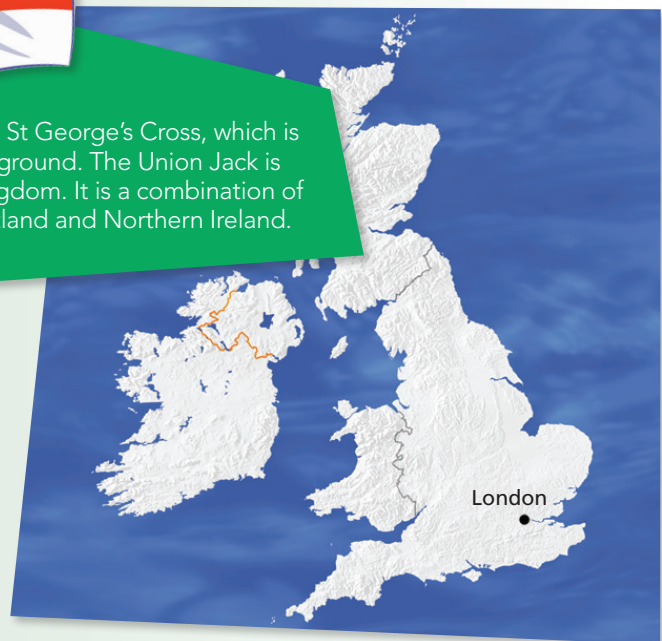 St George's Cross, which is
ground. The Union Jack is
gdom. It is a combination of
land and Northern Ireland.
London